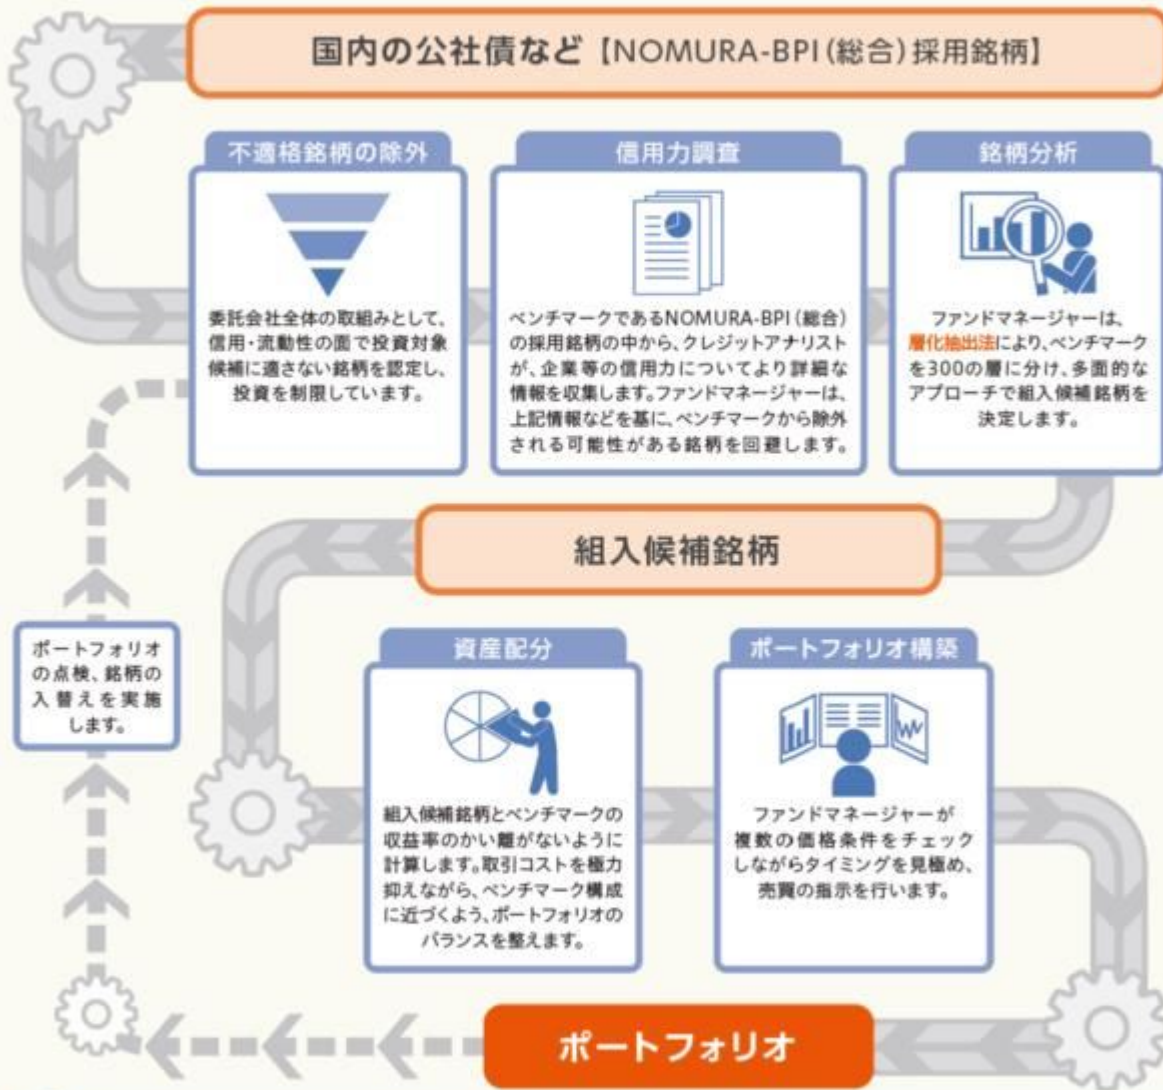 国内の公社債など【NOMURA-BPI(総合)採用銘柄】
不適格銘柄の除外
委託会社全体の取組みとして、
信用・流動性の面で投資対象
候補に適さない銘柄を認定し、
投資を制限しています。
信用力調査
ベンチマークであるNOMURA-BPI(総合)
の採用銘柄の中から、クレジットアナリスト
が、企業等の信用力についてより詳細な
情報を収集します。ファンドマネージャーは、
上記情報などを基に、ベンチマークから除外
される可能性がある銘柄を回避します。
銘柄分析
ファンドマネージャーは、
層化抽出法により、ベンチマーク
を300の層に分け、多面的な
アプローチで組入候補銘柄を
決定します。
組入候補銘柄
ポートフォリオ
の点検、銘柄の
入替えを実施
します。
資産配分
組入候補銘柄とベンチマークの
収益率のかい離がないように
計算します。取引コストを極力
抑えながら、ベンチマーク構成
に近づくよう、ポートフォリオの
バランスを整えます。
ポートフォリオ構築
ファンドマネージャーが
複数の価格条件をチェック
しながらタイミングを見極め、
売買の指示を行います。
ポートフォリオ